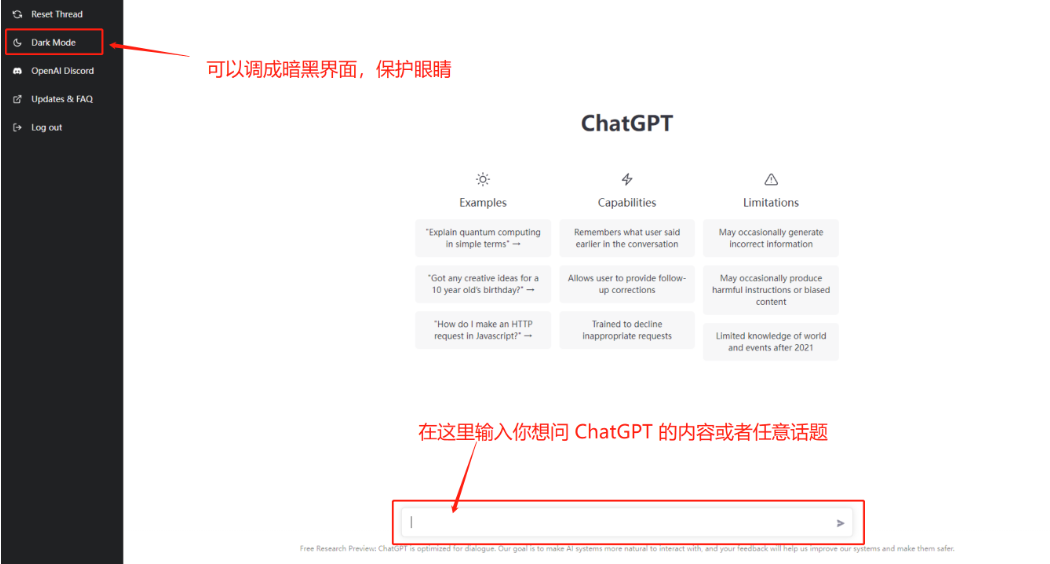 Reset Thread
Dark Mode
OpenAI Discord
Updates & FAQ
Log out
可以调成暗黑界面，保护眼睛
ChatGPT
Examples
"Explain quantum computing
in simple terms" →
"Got any creative ideas for a
10 year old's birthday?" →
"How do I make an HTTP
request in Javascript?" →
Capabilities
Remembers what user said
earlier in the conversation
Allows user to provide follow-
up corrections
Trained to decline
inappropriate requests
Limitations
May occasionally generate
incorrect information
May occasionally produce
harmful instructions or biased
content
Limited knowledge of world
and events after 2021
在这里输入你想问 ChatGPT 的内容或者任意话题
Free Research Preview: ChatGPT is optimized for dialogue. Our goal is to make AI systems more natural to interact with, and your feedback will help us improve our systems and make them safer.